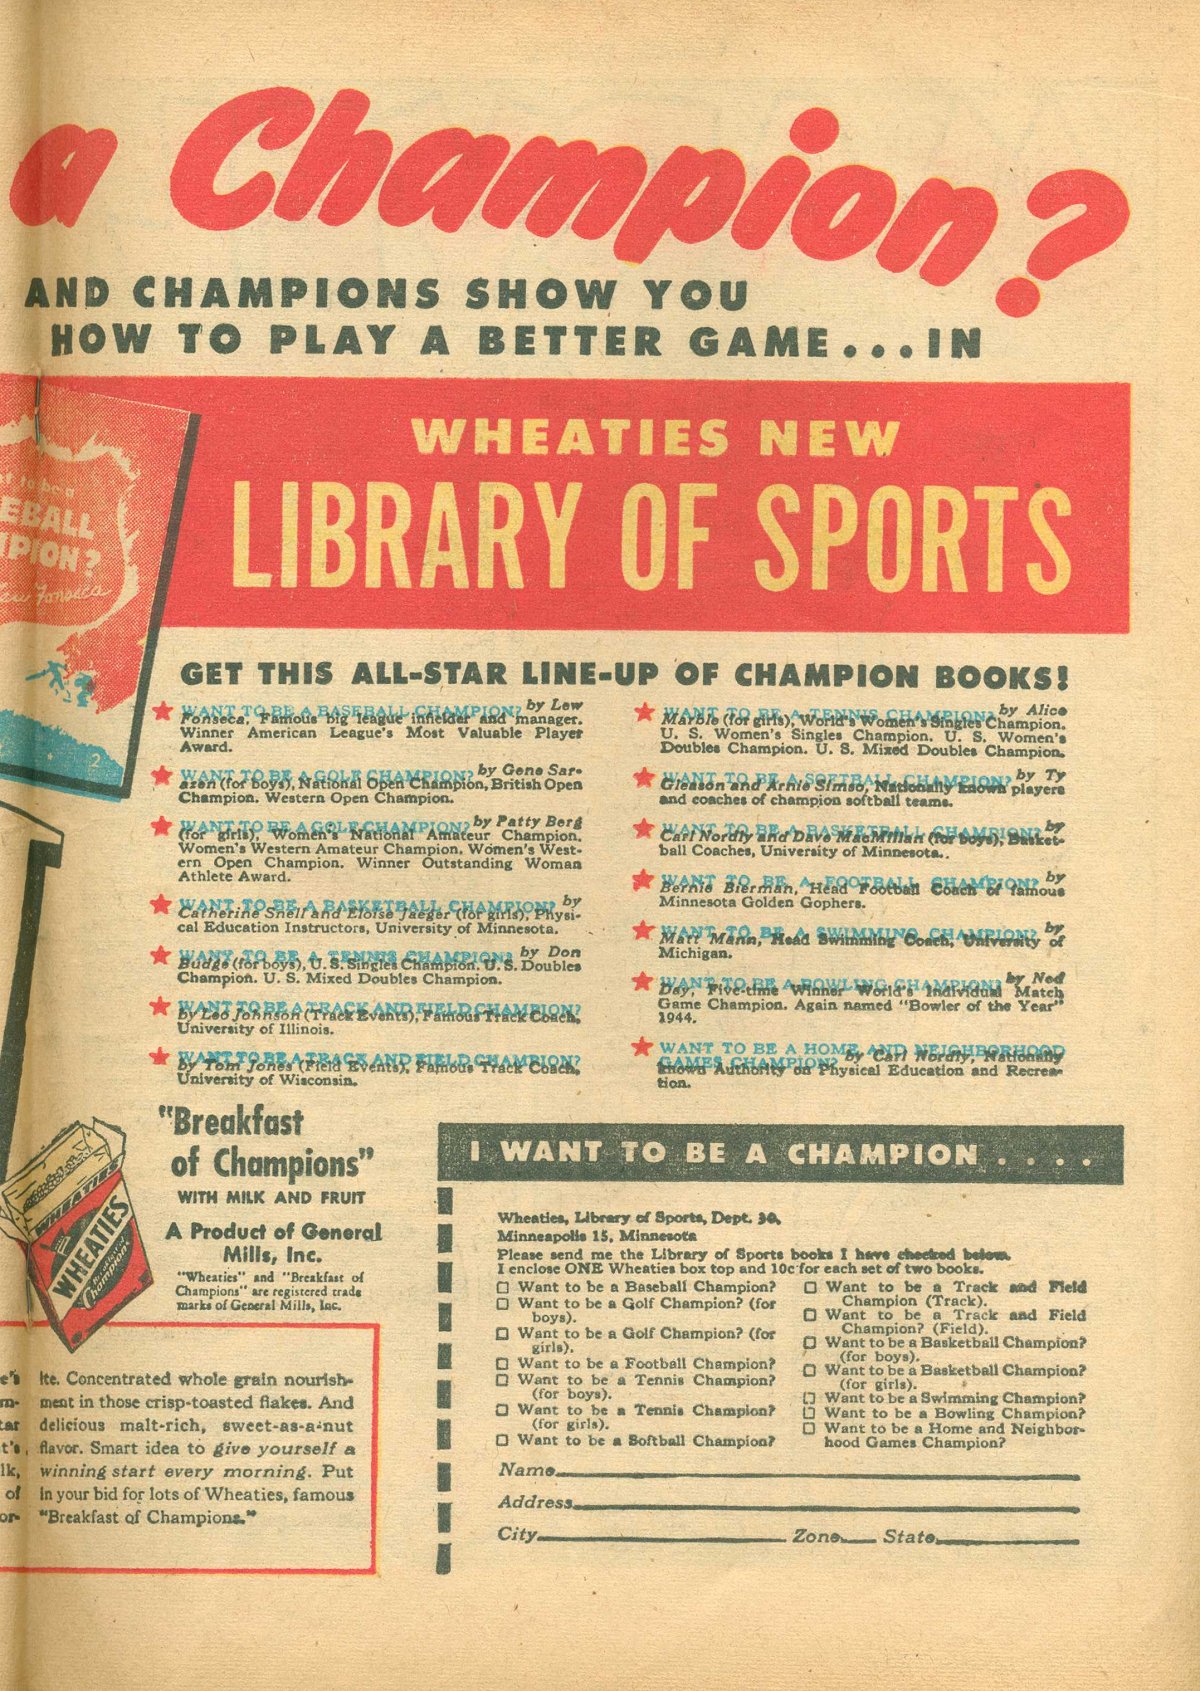 a Champion?
AND CHAMPIONS SHOW YOU
HOW TO PLAY A BETTER GAME...IN
WHEATIES NEW
LIBRARY OF SPORTS
to be a
EBALL
PION?
Fonseca
2
GET THIS ALL-STAR LINE-UP OF CHAMPION BOOKS!
WANT TO BE A BASEBALL CHAMPION? by Lew
Fonseca. Famous big league infielder and manager.
Winner American League's Most Valuable Player
Award.
WANT TO BE A GOLF CHAMPION? by Gene Sar-
azen (for boys), National Open Champion, British Open
Champion. Western Open Champion.
WANT TO BE A GOLF CHAMPION? by Patty Berg
(for girls), Women's National Amateur Champion.
Women's Western Amateur Champion. Women's West-
ern Open Champion. Winner Outstanding Woman
Athlete Award.
WANT TO BE A BASKETBALL CHAMPION? by
Catherine Snell and Eloise Jaeger (for girls), Physi-
cal Education Instructors, University of Minnesota.
WANT TO BE A TENNIS CHAMPION? by Don
Budge (for boys), U. S. Singles Champion. U. S. Doubles
Champion. U. S. Mixed Doubles Champion.
WANT TO BE A TRACK AND FIELD CHAMPION?
by Leo Johnson (Track Events), Famous Track Coach,
University of Illinois.
WANT TO BE A TRACK AND FIELD CHAMPION?
by Tom Jones (Field Events), Famous Track Coach,
University of Wisconsin.
WANT TO BE A TENNIS CHAMPION? by Alice
Marble (for girls), World's Women's Singles Champion.
U. S. Women's Singles Champion. U. S. Women's
Doubles Champion. U. S. Mixed Doubles Champion.
WANT TO BE A SOFTBALL CHAMPION? by Ty
Gleason and Arnie Simso, Nationally known players
and coaches of champion softball teams.
WANT TO BE A BASKETBALL CHAMPION? by
Carl Nordly and Dave MacMillan (for boys), Basket-
ball Coaches, University of Minnesota..
WANT TO BE A FOOTBALL CHAMPION? by
Bernie Bierman, Head Football Coach of famous
Minnesota Golden Gophers.
WANT TO BE A SWIMMING CHAMPION? by
Matt Mann, Head Swimming Coach, University of
Michigan.
WANT TO BE A BOWLING CHAMPION? by Ned
Day, Five-time Winner World's Individual Match
Game Champion. Again named "Bowler of the Year"
1944.
WANT TO BE A HOME AND NEIGHBORHOOD
GAMES CHAMPION? by Carl Nordly, Nationally
known Authority on Physical Education and Recrea-
tion.
"Breakfast
of Champions"
WITH MILK AND FRUIT
A Product of General
Mills, Inc.
"Wheaties" and "Breakfast of
Champions" are registered trade
marks of General Mills, Inc.
WHEATIES
WHEATIES
Breakfast of Champions
e's
m-
tar
t's
lk,
of
or-
ite. Concentrated whole grain nourish-
ment in those crisp-toasted flakes. And
delicious malt-rich, sweet-as-a-nut
flavor. Smart idea to give yourself a
winning start every morning. Put
in your bid for lots of Wheaties, famous
"Breakfast of Champions."
I WANT TO BE A CHAMPION . . . .
Wheaties, Library of Sports, Dept. 30,
Minneapolis 15, Minnesota
Please send me the Library of Sports books I have checked below.
I enclose ONE Wheaties box top and 10c for each set of two books.
Want to be a Baseball Champion?
Want to be a Golf Champion? (for
boys).
Want to be a Golf Champion? (for
girls).
Want to be a Football Champion?
Want to be a Tennis Champion?
(for boys).
Want to be a Tennis Champion?
(for girls).
Want to be a Softball Champion?
Want to be a Track and Field
Champion (Track).
Want to be a Track and Field
Champion? (Field).
Want to be a Basketball Champion?
(for boys).
Want to be a Basketball Champion?
(for girls).
Want to be a Swimming Champion?
Want to be a Bowling Champion?
Want to be a Home and Neighbor-
hood Games Champion?
Name
Address
City Zone State